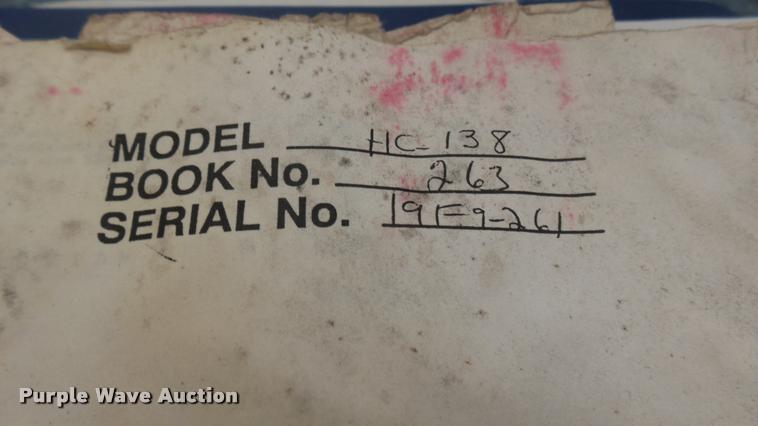 MODEL HC-138
BOOK No. 263
SERIAL No. 19F9-261
Purple Wave Auction